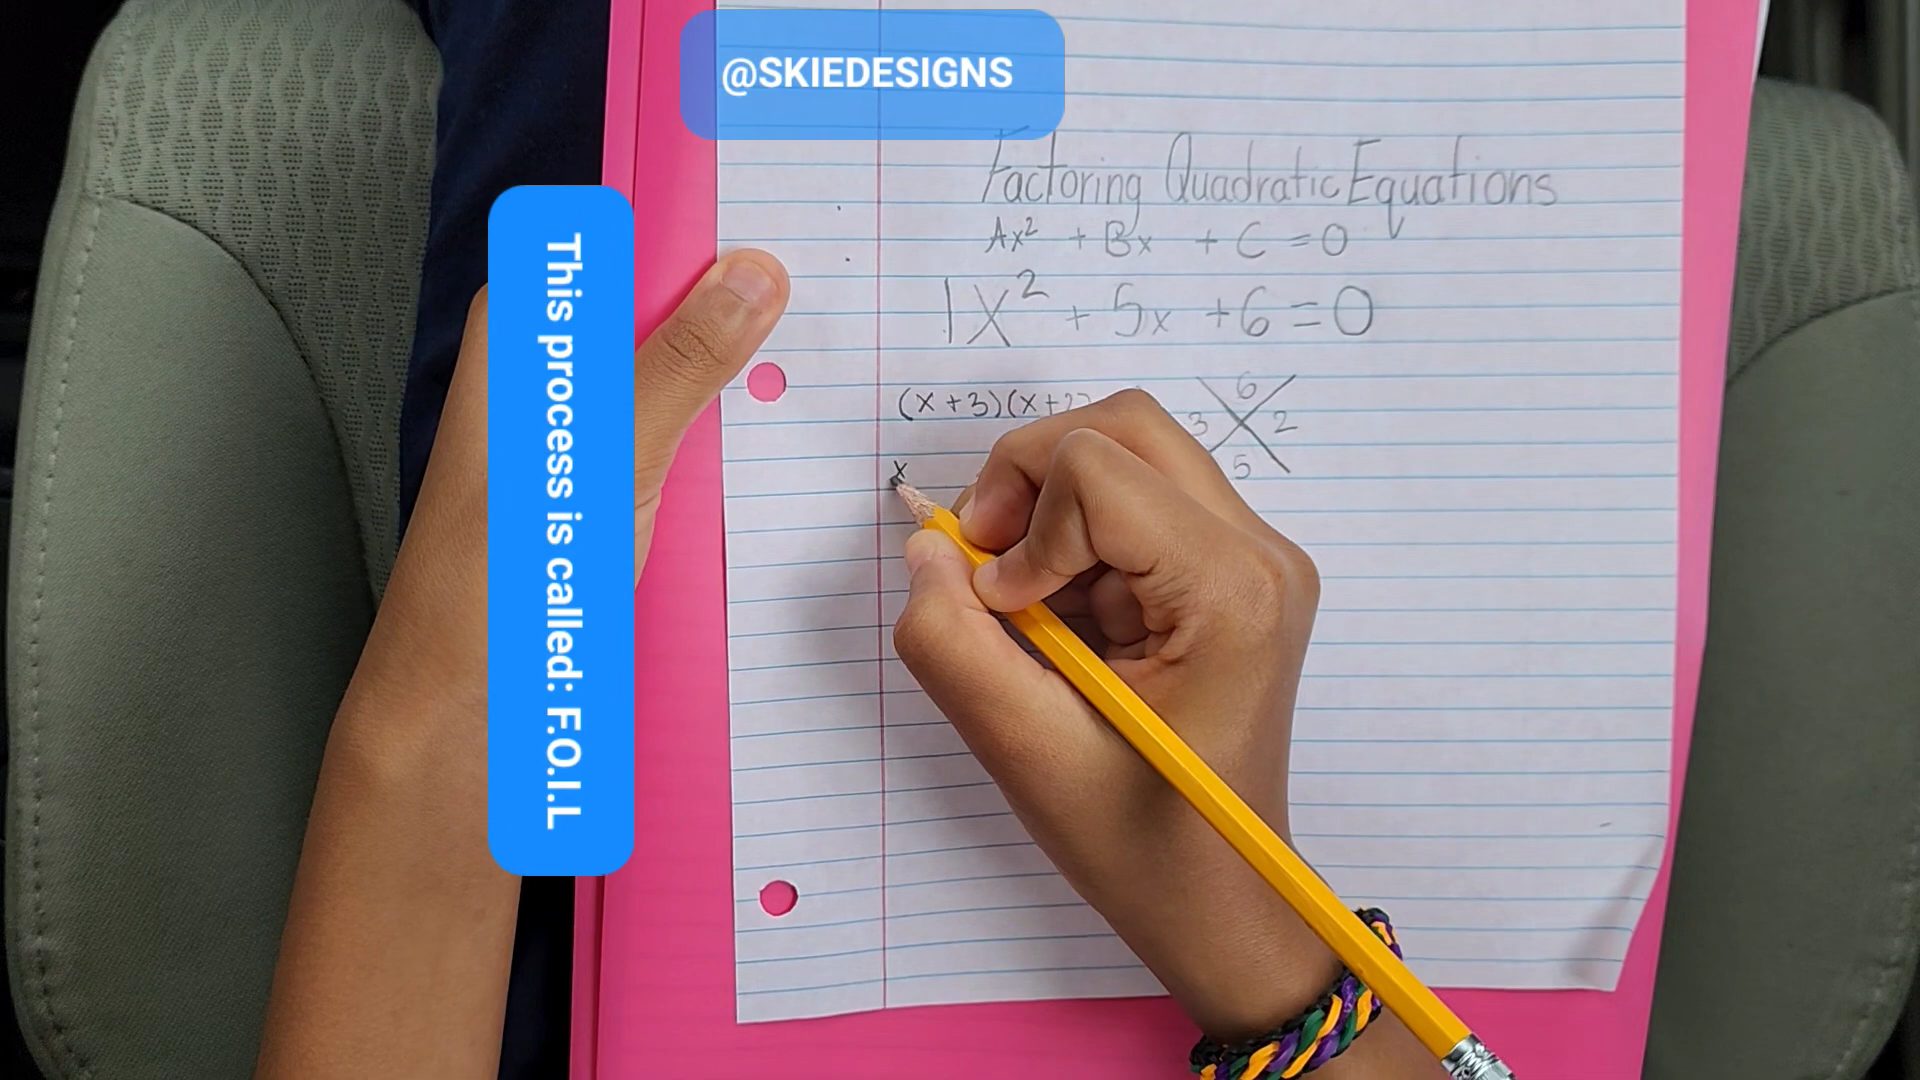 @SKIEDESIGNS
This process is called: F.O.I.L
Factoring Quadratic Equations
Ax² + Bx + C = 0
1x² + 5x + 6 = 0
(x + 3)(x + 2
6
3 2
5
x